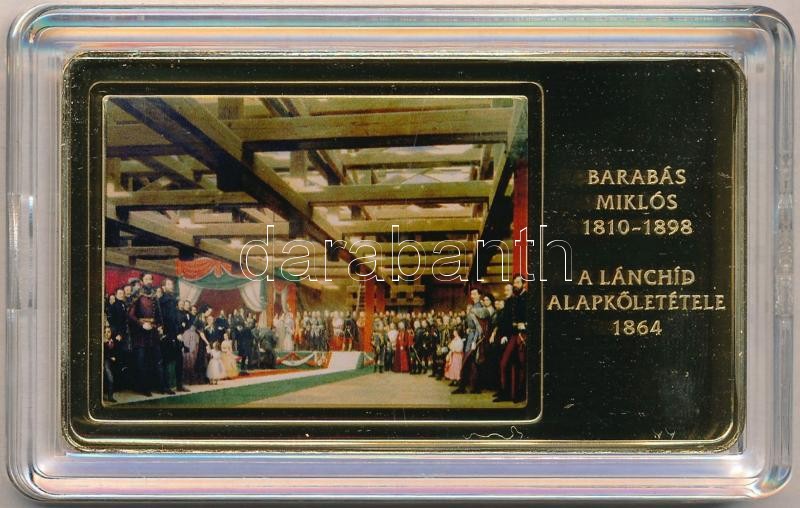 BARABÁS
MIKLÓS
1810-1898
A LÁNCHÍD
ALAPKŐLETÉTELE
1864
darabanth